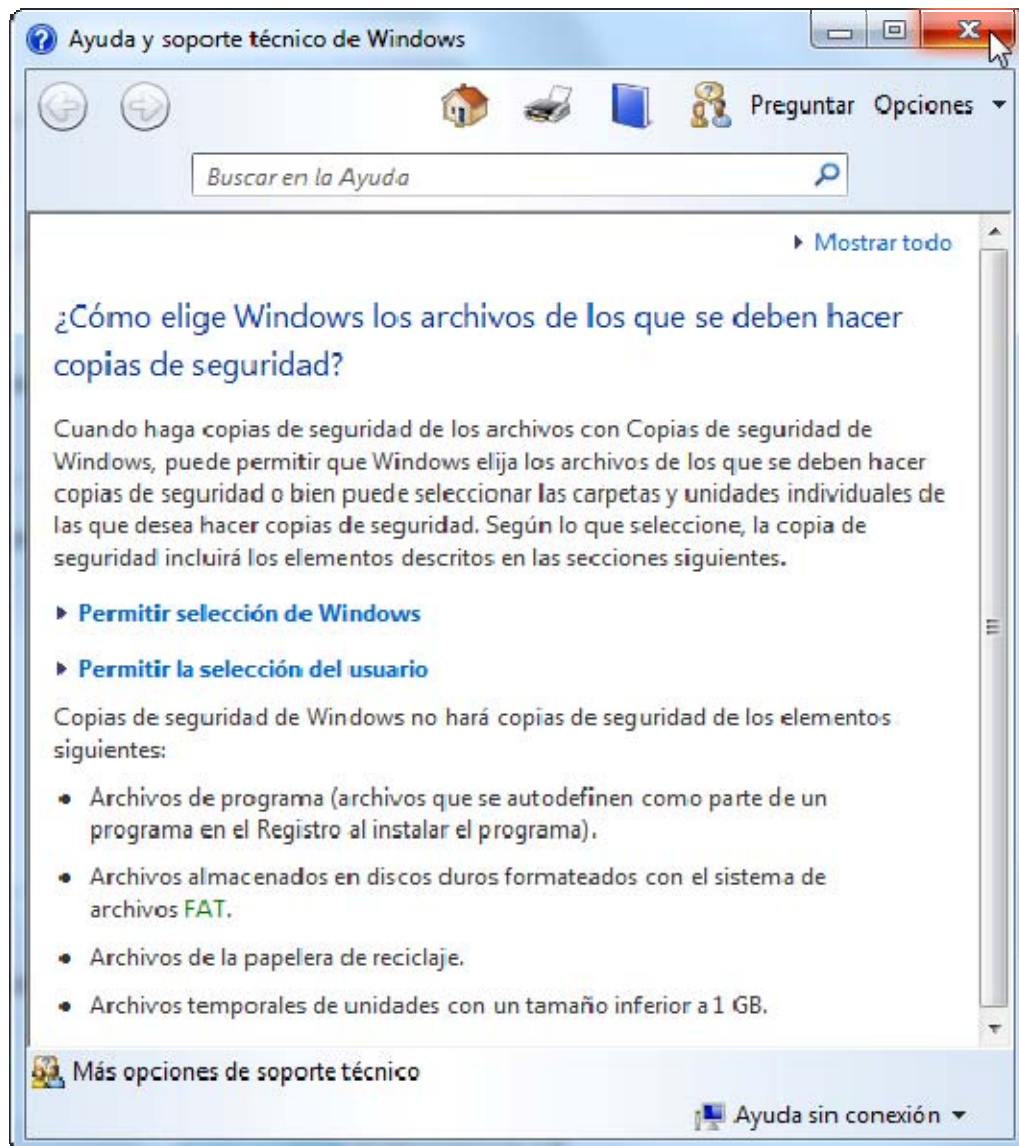 Ayuda y soporte técnico de Windows
Preguntar Opciones
Buscar en la Ayuda
Mostrar todo
¿Cómo elige Windows los archivos de los que se deben hacer
copias de seguridad?
Cuando haga copias de seguridad de los archivos con Copias de seguridad de
Windows, puede permitir que Windows elija los archivos de los que se deben hacer
copias de seguridad o bien puede seleccionar las carpetas y unidades individuales de
las que desea hacer copias de seguridad. Según lo que seleccione, la copia de
seguridad incluirá los elementos descritos en las secciones siguientes.
Permitir selección de Windows
Permitir la selección del usuario
Copias de seguridad de Windows no hará copias de seguridad de los elementos
siguientes:
• Archivos de programa (archivos que se autodefinen como parte de un
programa en el Registro al instalar el programa).
• Archivos almacenados en discos duros formateados con el sistema de
archivos FAT.
• Archivos de la papelera de reciclaje.
• Archivos temporales de unidades con un tamaño inferior a 1 GB.
Más opciones de soporte técnico
Ayuda sin conexión